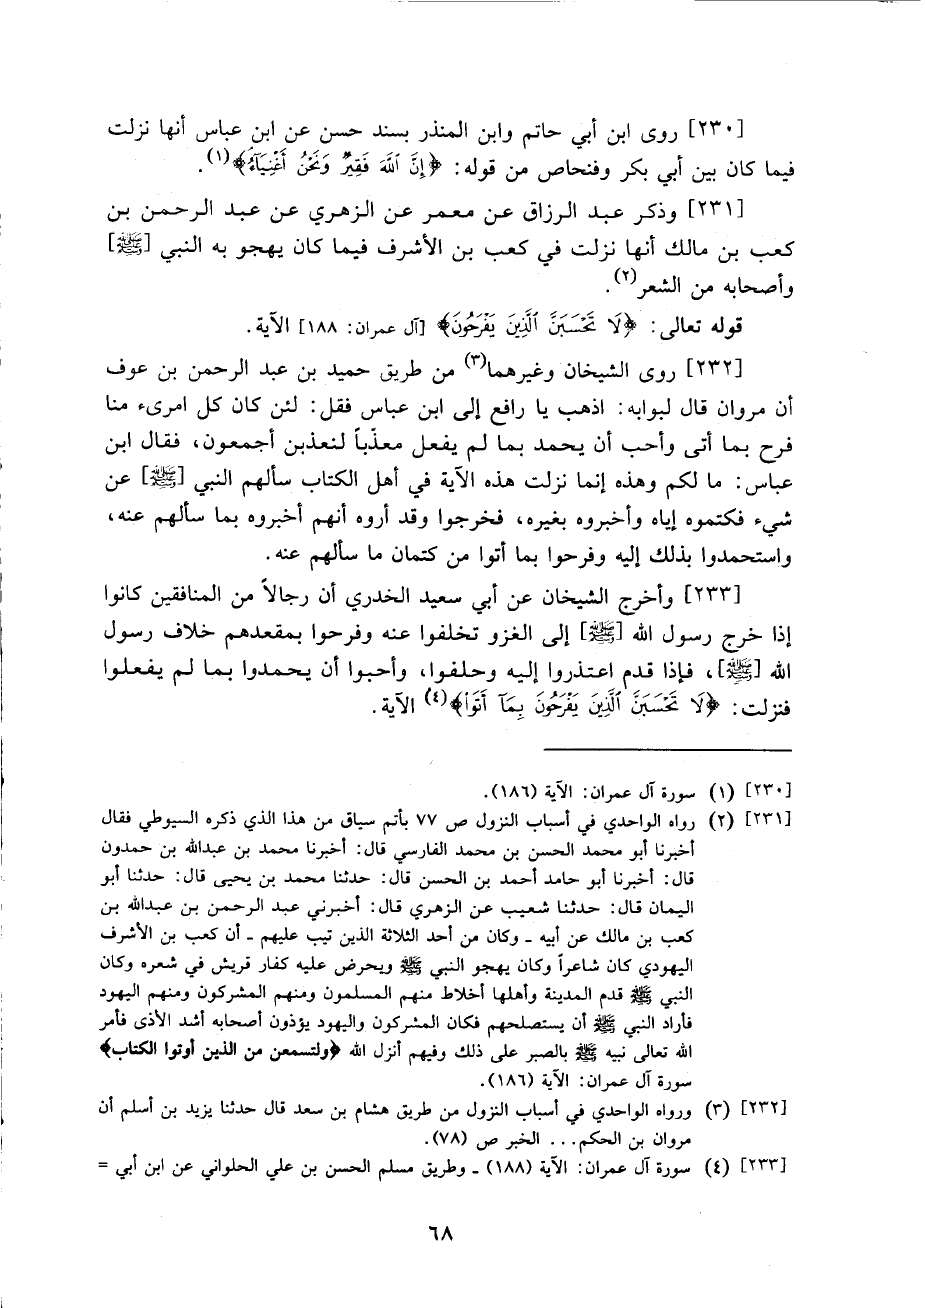 [٢٣٠] روى ابن أبي حاتم وابن المنذر بسند حسن عن ابن عباس أنها نزلت
فيما كان بين أبي بكر وفنحاص من قوله: ﴿إِنَّ ٱللَّهَ فَقِيرٌ وَنَحْنُ أَغْنِيَآءُ﴾(١).
[٢٣١] وذكر عبد الرزاق عن معمر عن الزهري عن عبد الرحمن بن
كعب بن مالك أنها نزلت في كعب بن الأشرف فيما كان يهجو به النبي [ﷺ]
وأصحابه من الشعر(٢).
قوله تعالى: ﴿لَا تَحْسَبَنَّ ٱلَّذِينَ يَفْرَحُونَ﴾ [آل عمران: ١٨٨] الآية.
[٢٣٢] روى الشيخان وغيرهما(٣) من طريق حميد بن عبد الرحمن بن عوف
أن مروان قال لبوابه: اذهب يا رافع إلى ابن عباس فقل: لئن كان كل امرىء منا
فرح بما أتى وأحب أن يحمد بما لم يفعل معذّباً لنعذبن أجمعون، فقال ابن
عباس: ما لكم وهذه إنما نزلت هذه الآية في أهل الكتاب سألهم النبي [ﷺ] عن
شيء فكتموه إياه وأخبروه بغيره، فخرجوا وقد أروه أنهم أخبروه بما سألهم عنه،
واستحمدوا بذلك إليه وفرحوا بما أتوا من كتمان ما سألهم عنه.
[٢٣٣] وأخرج الشيخان عن أبي سعيد الخدري أن رجالاً من المنافقين كانوا
إذا خرج رسول الله [ﷺ] إلى الغزو تخلفوا عنه وفرحوا بمقعدهم خلاف رسول
الله [ﷺ]، فإذا قدم اعتذروا إليه وحلفوا، وأحبوا أن يحمدوا بما لم يفعلوا
فنزلت: ﴿لَا تَحْسَبَنَّ ٱلَّذِينَ يَفْرَحُونَ بِمَآ أَتَوا۟﴾(٤) الآية.
[٢٣٠] (١) سورة آل عمران: الآية (١٨٦).
[٢٣١] (٢) رواه الواحدي في أسباب النزول ص ٧٧ بأتم سياق من هذا الذي ذكره السيوطي فقال
أخبرنا أبو محمد الحسن بن محمد الفارسي قال: أخبرنا محمد بن عبدالله بن حمدون
قال: أخبرنا أبو حامد أحمد بن الحسن قال: حدثنا محمد بن يحيى قال: حدثنا أبو
اليمان قال: حدثنا شعيب عن الزهري قال: أخبرني عبد الرحمن بن عبدالله بن
كعب بن مالك عن أبيه ـ وكان من أحد الثلاثة الذين تيب عليهم ـ أن كعب بن الأشرف
اليهودي كان شاعراً وكان يهجو النبي ﷺ ويحرض عليه كفار قريش في شعره وكان
النبي ﷺ قدم المدينة وأهلها أخلاط منهم المسلمون ومنهم المشركون ومنهم اليهود
فأراد النبي ﷺ أن يستصلحهم فكان المشركون واليهود يؤذون أصحابه أشد الأذى فأمر
الله تعالى نبيه ﷺ بالصبر على ذلك وفيهم أنزل الله ﴿ولتسمعن من الذين أوتوا الكتاب﴾
سورة آل عمران: الآية (١٨٦).
[٢٣٢] (٣) ورواه الواحدي في أسباب النزول من طريق هشام بن سعد قال حدثنا يزيد بن أسلم أن
مروان بن الحكم... الخبر ص (٧٨).
[٢٣٣] (٤) سورة آل عمران: الآية (١٨٨) ـ وطريق مسلم الحسن بن علي الحلواني عن ابن أبي =
٦٨